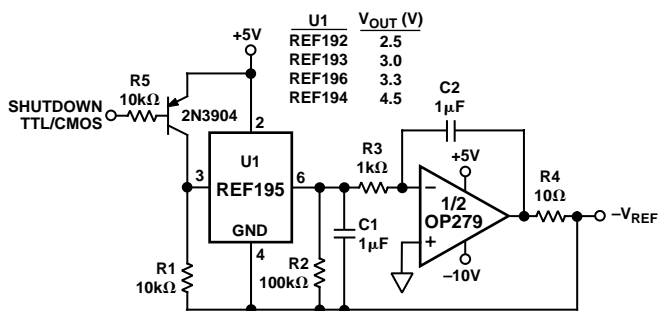 U1 VOUT (V)
REF192 2.5
REF193 3.0
REF196 3.3
REF194 4.5
+5V
R5
10kΩ
2N3904
SHUTDOWN
TTL/CMOS
C2
1µF
2
U1
REF195
GND
3
6
4
R3
1kΩ
+5V
–
1/2
OP279
+
–10V
R4
10Ω
–VREF
C1
1µF
R1
10kΩ
R2
100kΩ